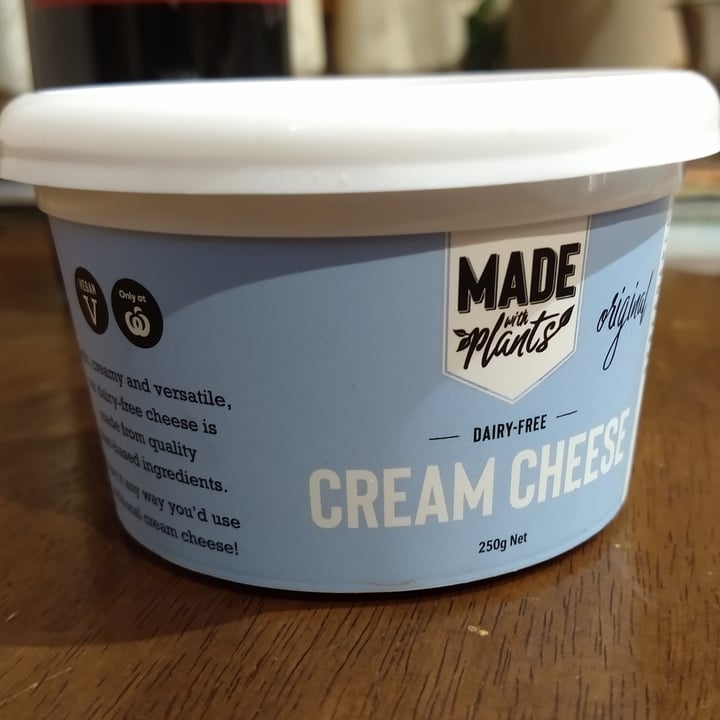 VEGAN
V
Only at
creamy and versatile,
dairy-free cheese is
made from quality
based ingredients.
any way you'd use
cream cheese!
MADE
with
plants
original
DAIRY-FREE
CREAM CHEESE
250g Net